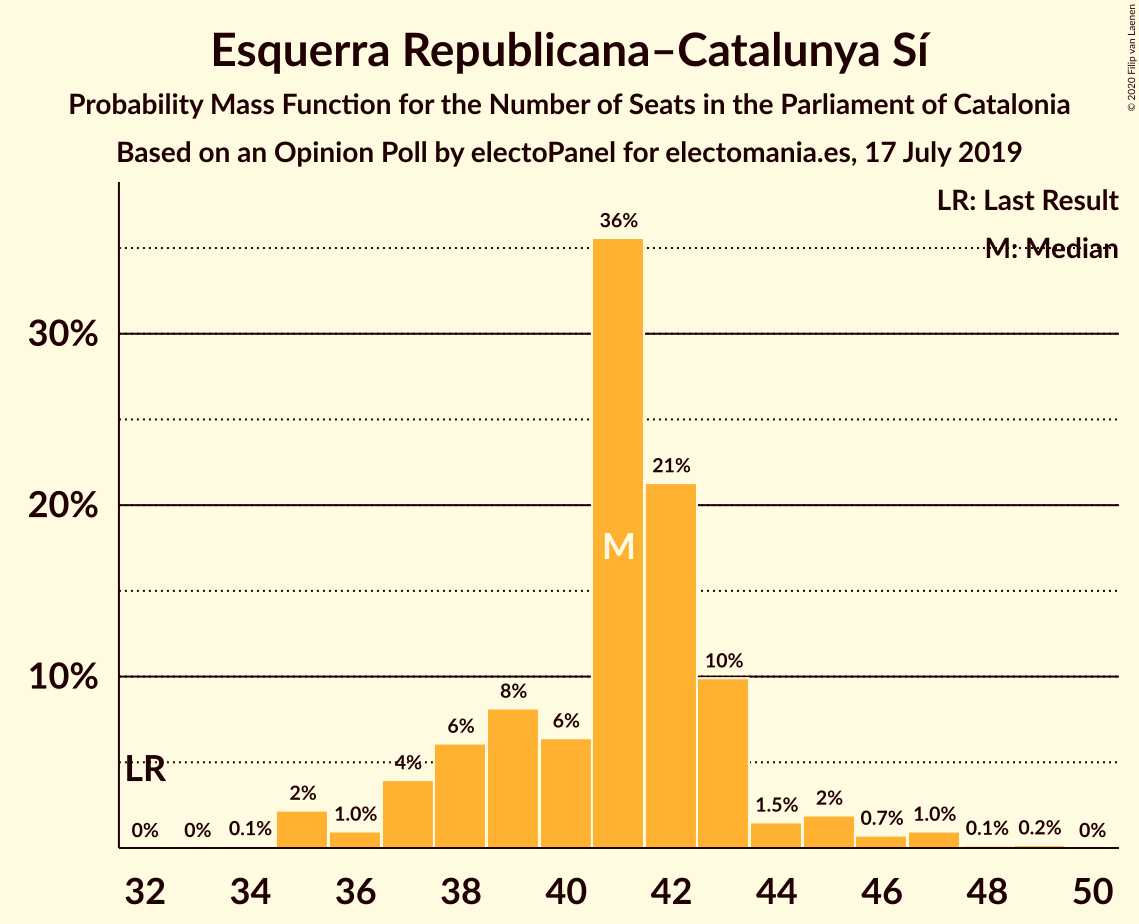 Esquerra Republicana–Catalunya Sí
Probability Mass Function for the Number of Seats in the Parliament of Catalonia
Based on an Opinion Poll by electoPanel for electomania.es, 17 July 2019
© 2020 Filip van Laenen
LR: Last Result
M: Median
30%
20%
10%
LR
M
0%
0%
0.1%
2%
1.0%
4%
6%
8%
6%
36%
21%
10%
1.5%
2%
0.7%
1.0%
0.1%
0.2%
0%
32 34 36 38 40 42 44 46 48 50